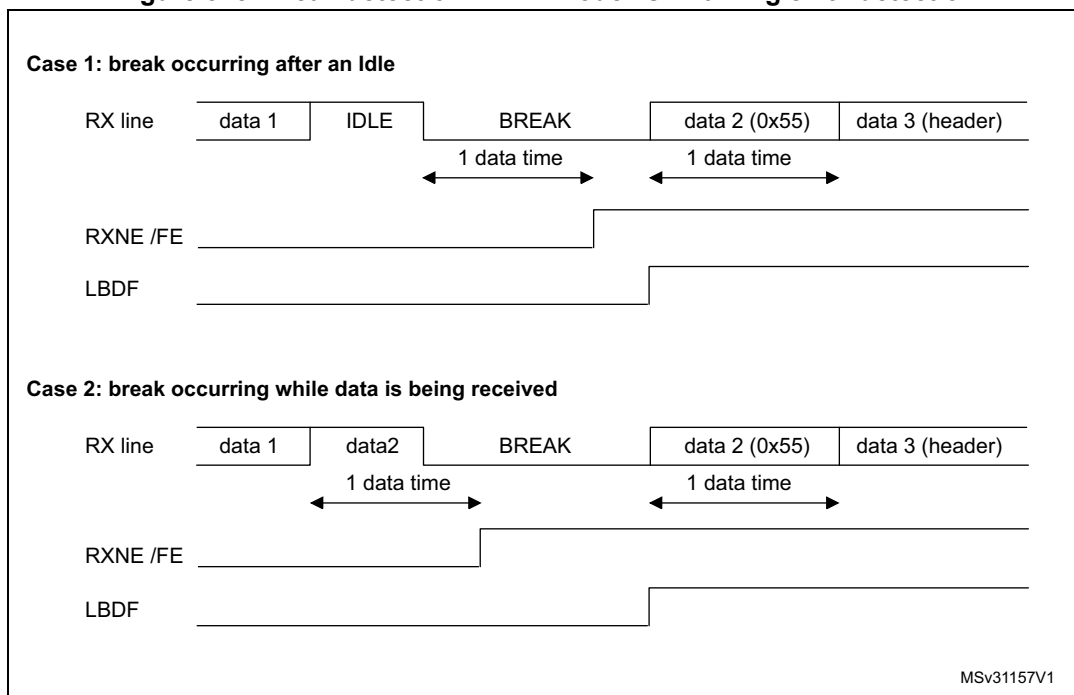 Case 1: break occurring after an Idle
RX line data 1 IDLE BREAK data 2 (0x55) data 3 (header)
1 data time 1 data time
RXNE /FE
LBDF
Case 2: break occurring while data is being received
RX line data 1 data2 BREAK data 2 (0x55) data 3 (header)
1 data time 1 data time
RXNE /FE
LBDF
MSv31157V1